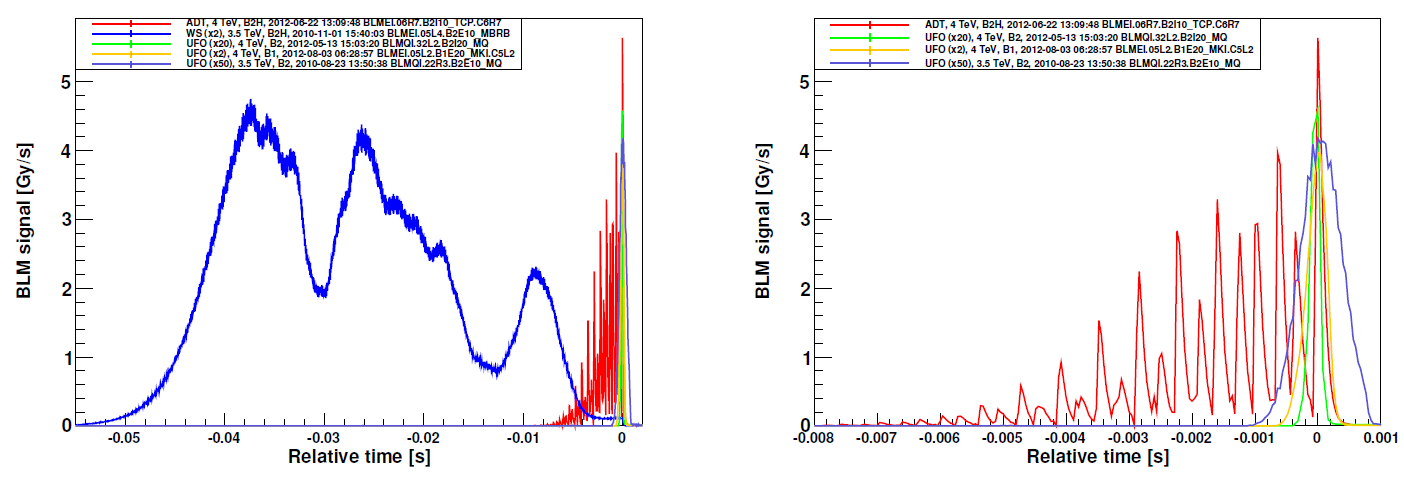 ADT, 4 TeV, B2H, 2012-06-22 13:09:48 BLMEI.06R7.B2I10_TCP.C6R7
WS (x2), 3.5 TeV, B2H, 2010-11-01 15:40:03 BLMEI.05L4.B2E10_MBRB
UFO (x20), 4 TeV, B2, 2012-05-13 15:03:20 BLMQI.32L2.B2I20_MQ
UFO (x2), 4 TeV, B1, 2012-08-03 06:28:57 BLMEI.05L2.B1E20_MKI.C5L2
UFO (x50), 3.5 TeV, B2, 2010-08-23 13:50:38 BLMQI.22R3.B2E10_MQ
BLM signal [Gy/s]
5
4
3
2
1
0
-0.05 -0.04 -0.03 -0.02 -0.01 0
Relative time [s]
ADT, 4 TeV, B2H, 2012-06-22 13:09:48 BLMEI.06R7.B2I10_TCP.C6R7
UFO (x20), 4 TeV, B2, 2012-05-13 15:03:20 BLMQI.32L2.B2I20_MQ
UFO (x2), 4 TeV, B1, 2012-08-03 06:28:57 BLMEI.05L2.B1E20_MKI.C5L2
UFO (x50), 3.5 TeV, B2, 2010-08-23 13:50:38 BLMQI.22R3.B2E10_MQ
BLM signal [Gy/s]
5
4
3
2
1
0
-0.008 -0.007 -0.006 -0.005 -0.004 -0.003 -0.002 -0.001 0 0.001
Relative time [s]